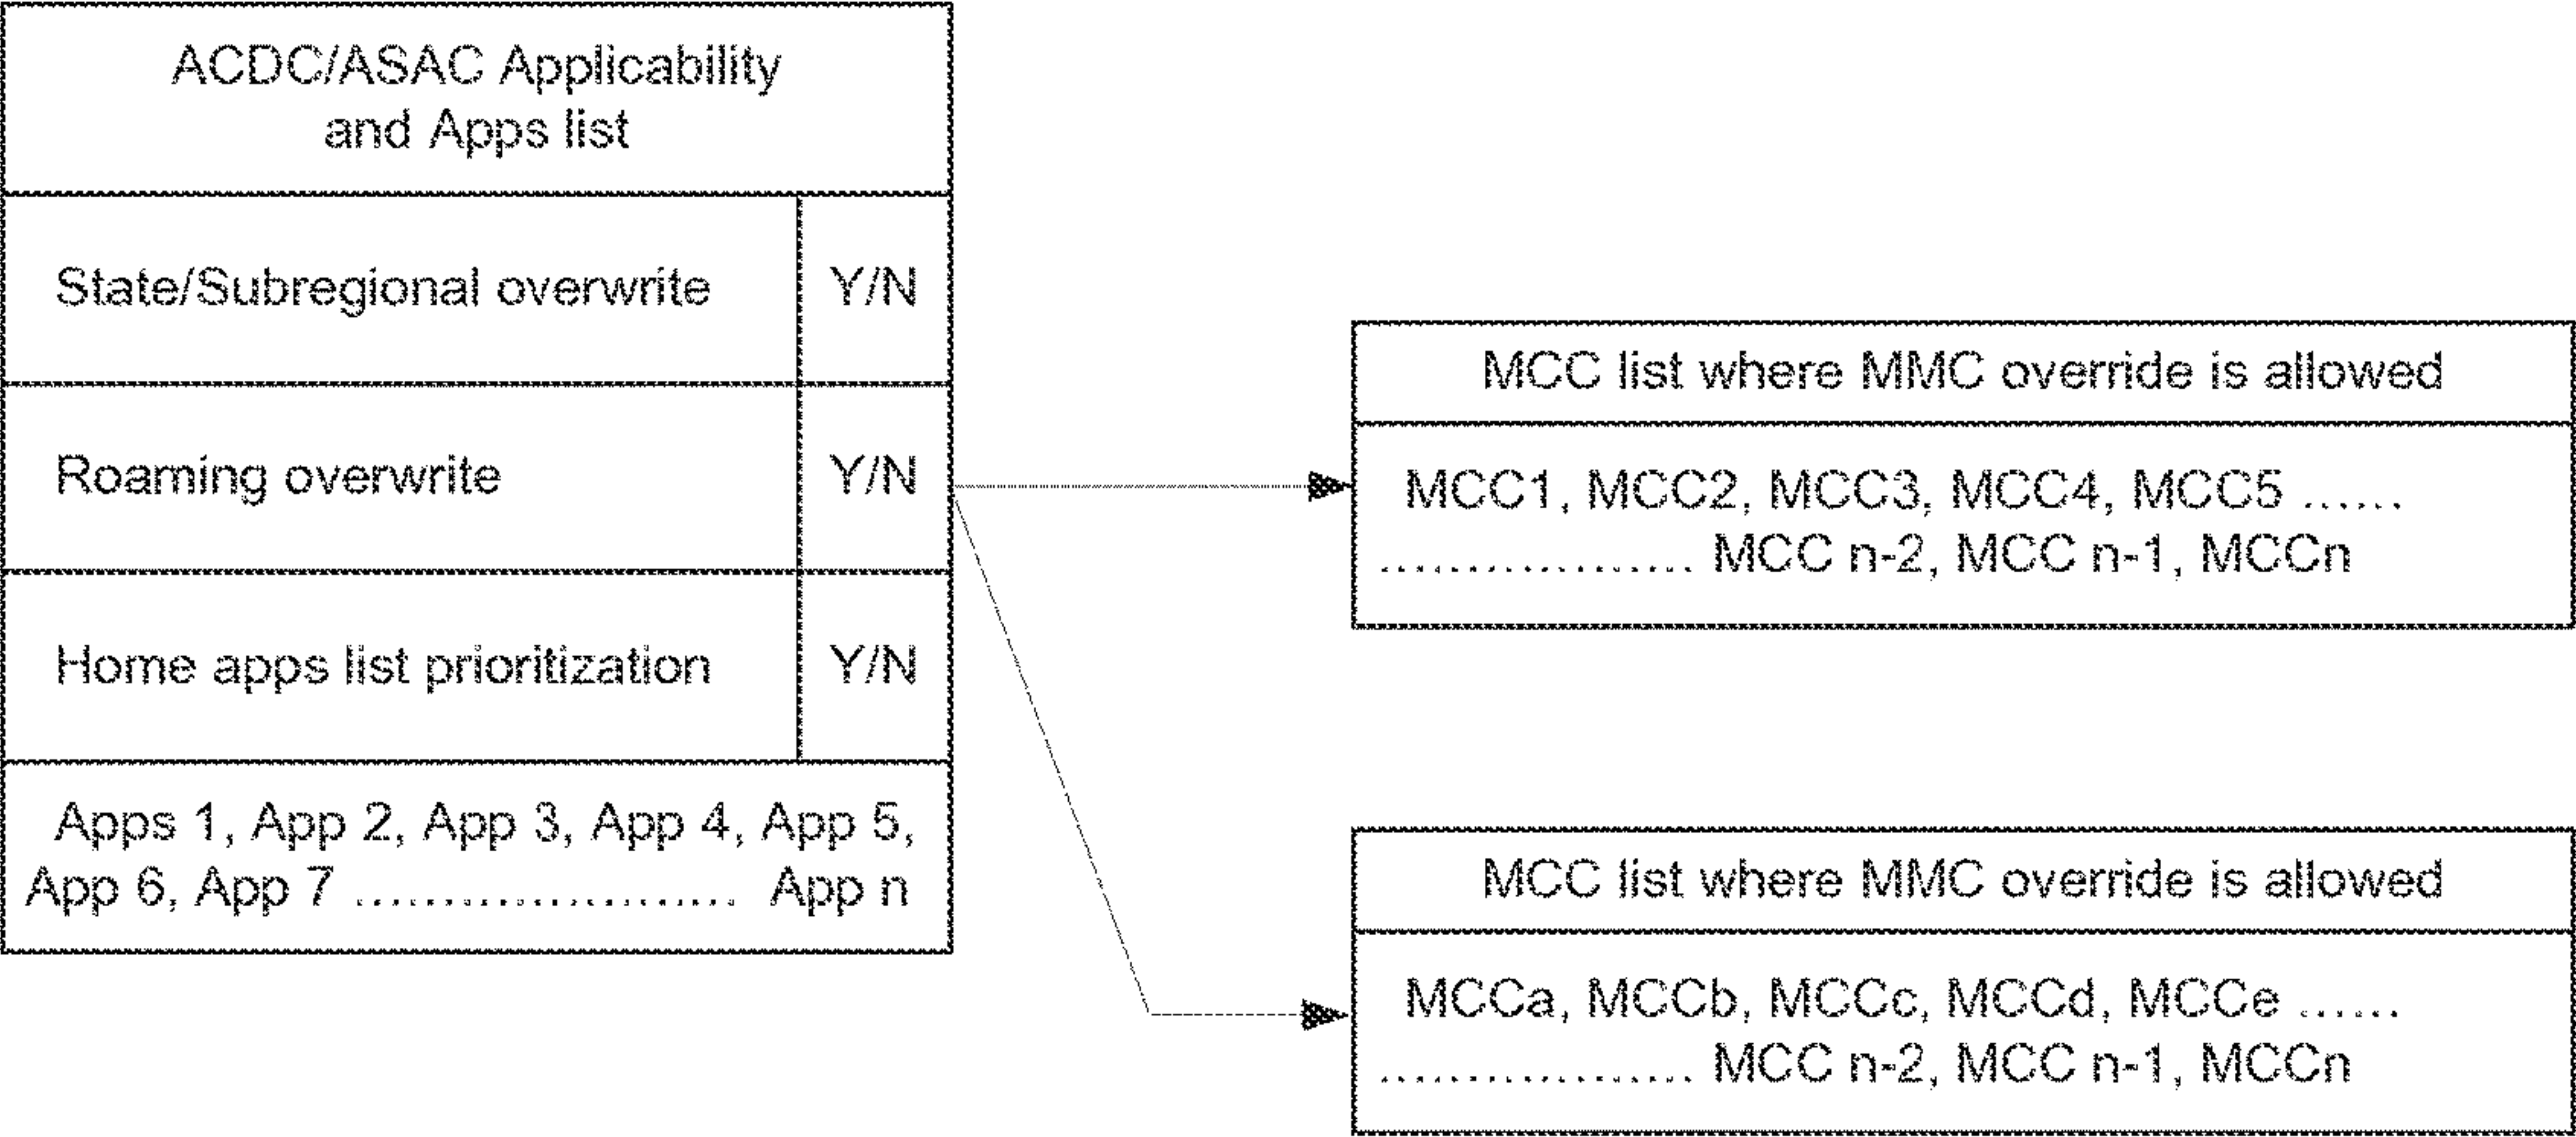 ACDC/ASAC Applicability
and Apps list
State/Subregional overwrite Y/N
Roaming overwrite Y/N
Home apps list prioritization Y/N
Apps 1, App 2, App 3, App 4, App 5,
App 6, App 7 ........................ App n
MCC list where MMC override is allowed
MCC1, MCC2, MCC3, MCC4, MCC5 ......
................... MCC n-2, MCC n-1, MCCn
MCC list where MMC override is allowed
MCCa, MCCb, MCCc, MCCd, MCCe ......
................... MCC n-2, MCC n-1, MCCn